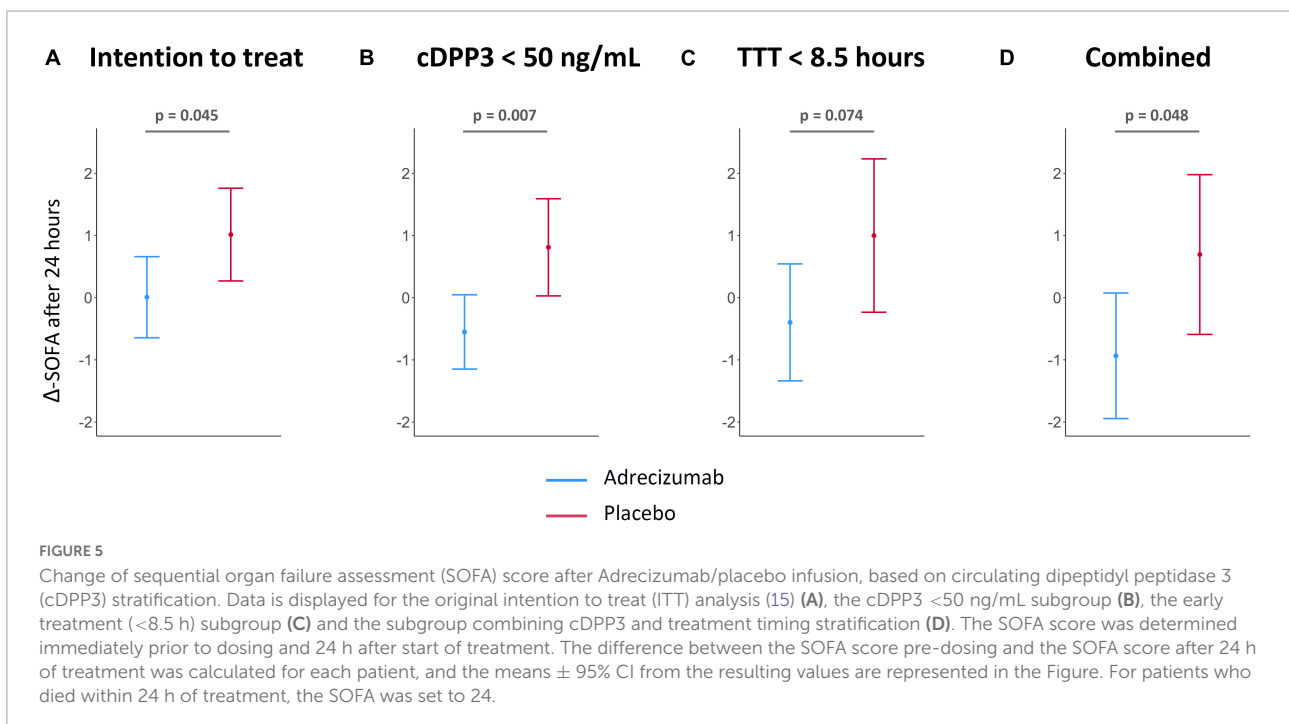 A Intention to treat
B cDPP3 < 50 ng/mL
C TTT < 8.5 hours
D Combined
p = 0.045
p = 0.007
p = 0.074
p = 0.048
Δ-SOFA after 24 hours
2
1
0
-1
-2
2
1
0
-1
-2
2
1
0
-1
-2
2
1
0
-1
-2
Adrecizumab
Placebo
FIGURE 5
Change of sequential organ failure assessment (SOFA) score after Adrecizumab/placebo infusion, based on circulating dipeptidyl peptidase 3
(cDPP3) stratification. Data is displayed for the original intention to treat (ITT) analysis (15) (A), the cDPP3 <50 ng/mL subgroup (B), the early
treatment (<8.5 h) subgroup (C) and the subgroup combining cDPP3 and treatment timing stratification (D). The SOFA score was determined
immediately prior to dosing and 24 h after start of treatment. The difference between the SOFA score pre-dosing and the SOFA score after 24 h
of treatment was calculated for each patient, and the means ± 95% CI from the resulting values are represented in the Figure. For patients who
died within 24 h of treatment, the SOFA was set to 24.